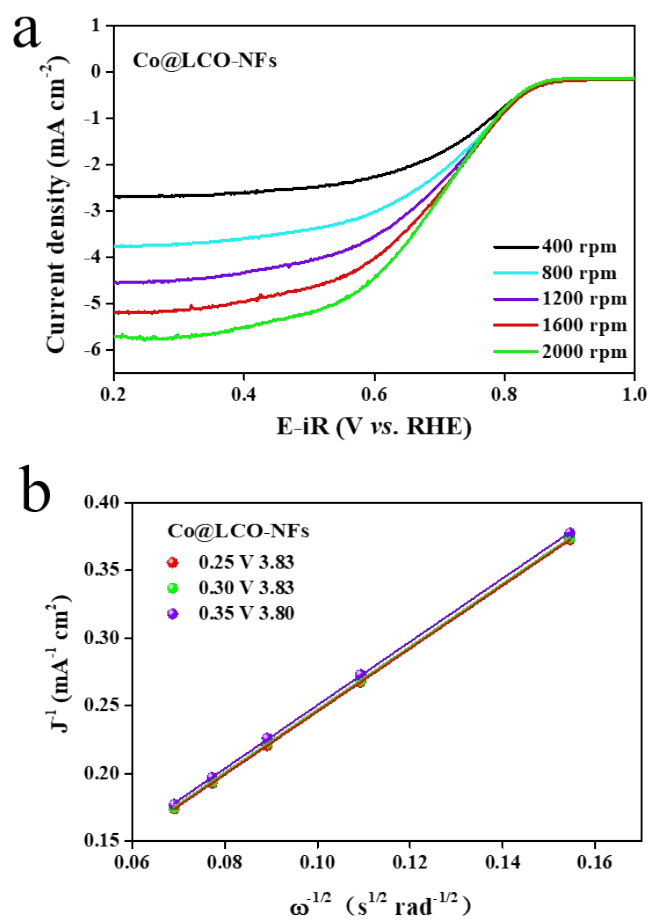 a
Co@LCO-NFs
1
0
-1
-2
-3
-4
-5
-6
Current density (mA cm⁻²)
400 rpm
800 rpm
1200 rpm
1600 rpm
2000 rpm
0.2 0.4 0.6 0.8 1.0
E-iR (V vs. RHE)
b
Co@LCO-NFs
0.25 V 3.83
0.30 V 3.83
0.35 V 3.80
0.40
0.35
0.30
0.25
0.20
0.15
J⁻¹ (mA⁻¹ cm²)
0.06 0.08 0.10 0.12 0.14 0.16
ω⁻¹/² (s¹/² rad⁻¹/²)